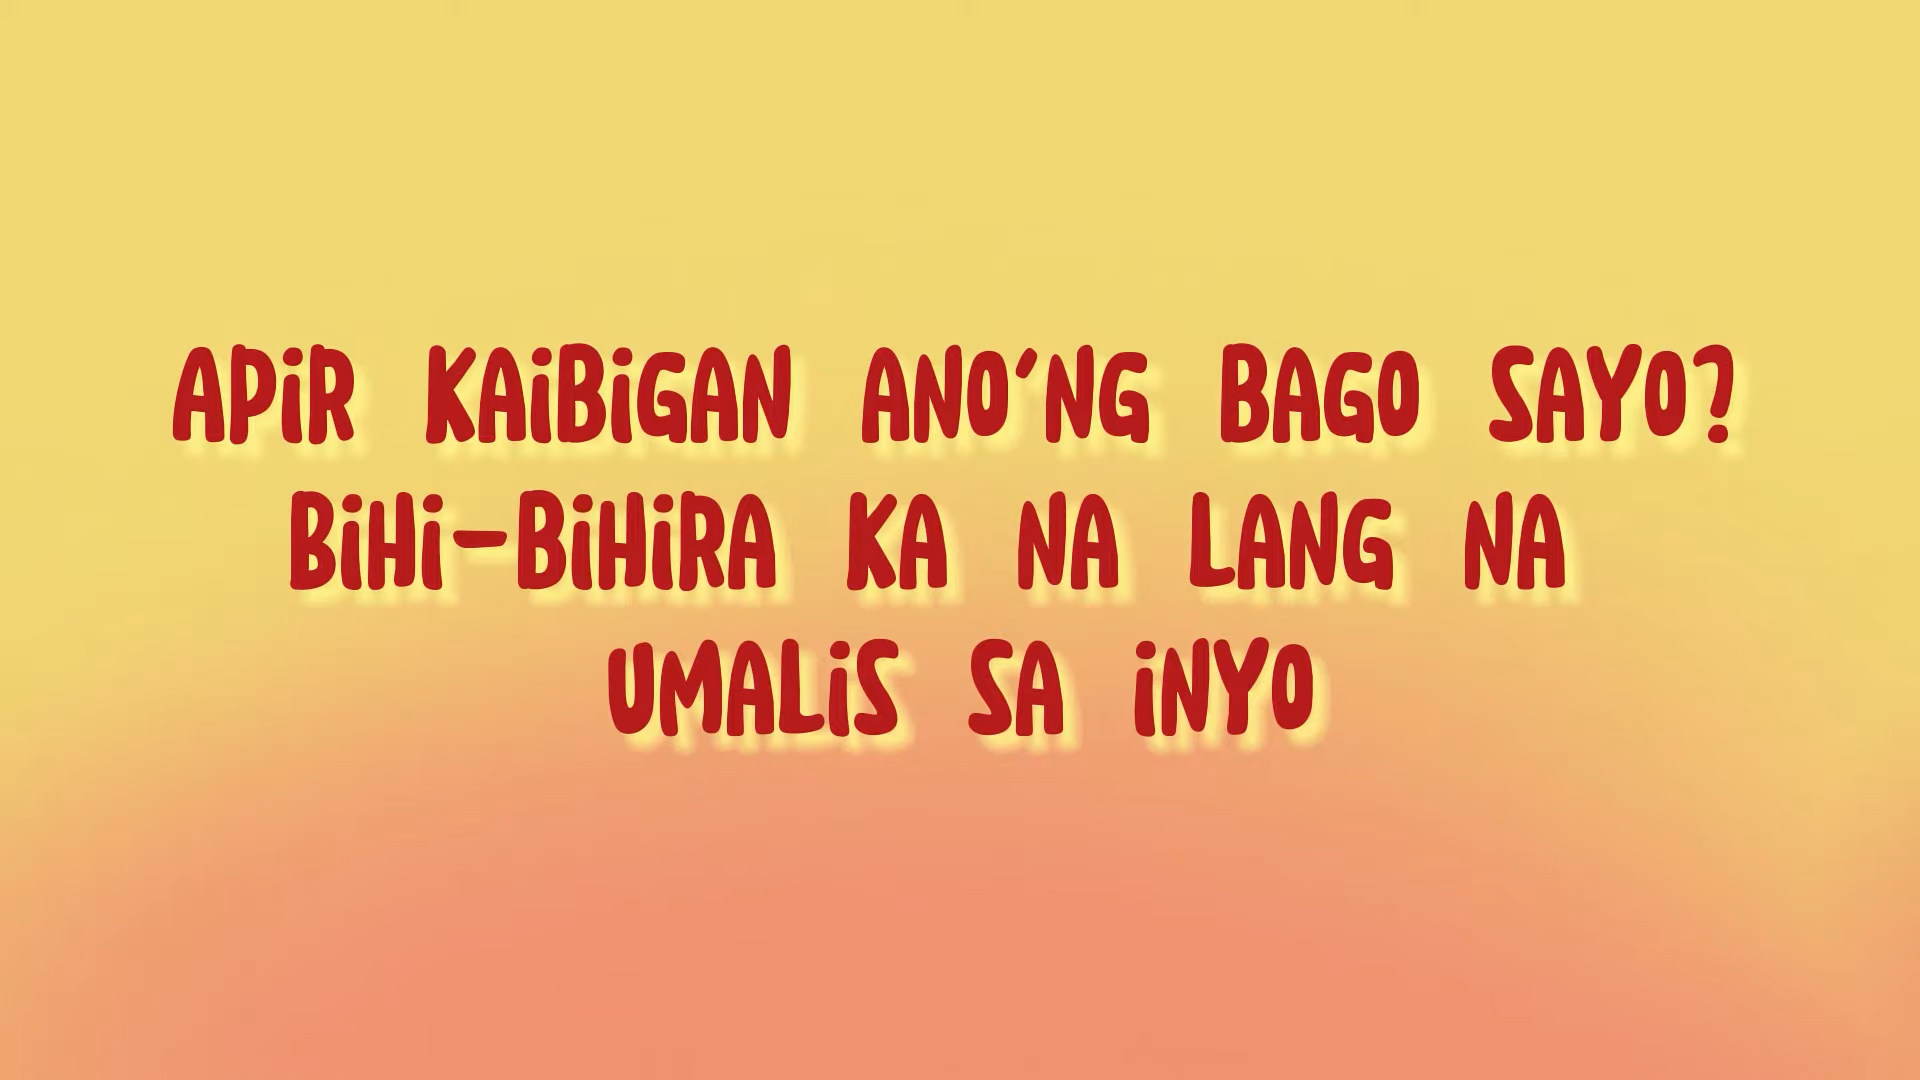 APiR KAiBiGAN ANO'NG BAGO SAYO?
BiHi-BiHiRA KA NA LANG NA
UMALiS SA iNYO